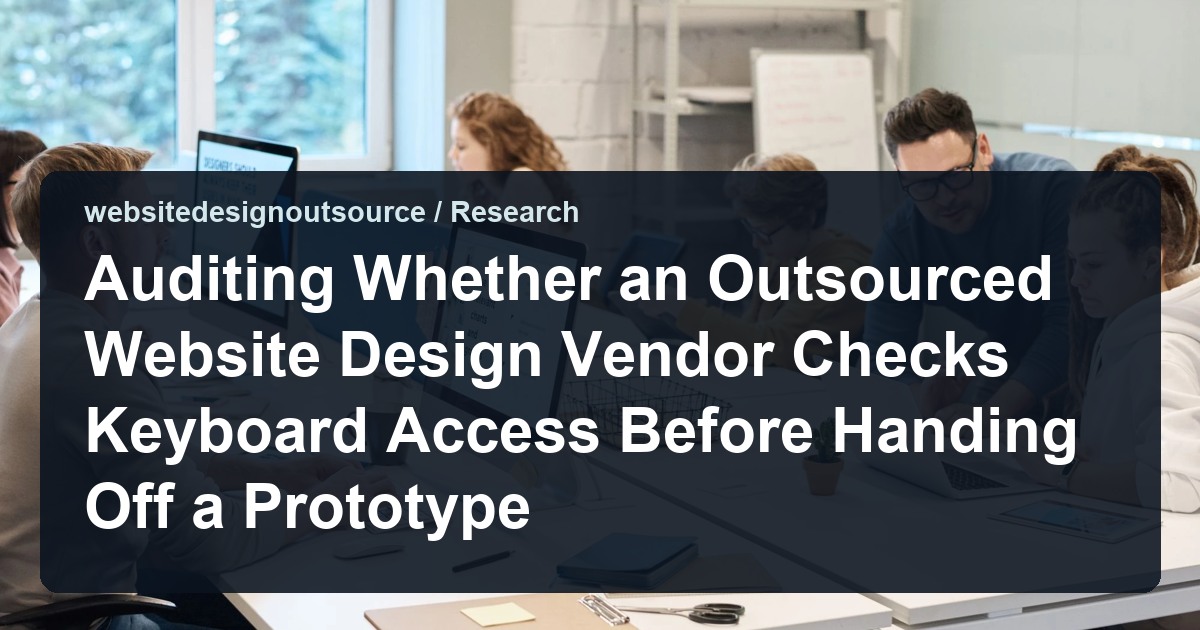 websitedesignoutsource / Research
Auditing Whether an Outsourced
Website Design Vendor Checks
Keyboard Access Before Handing
Off a Prototype